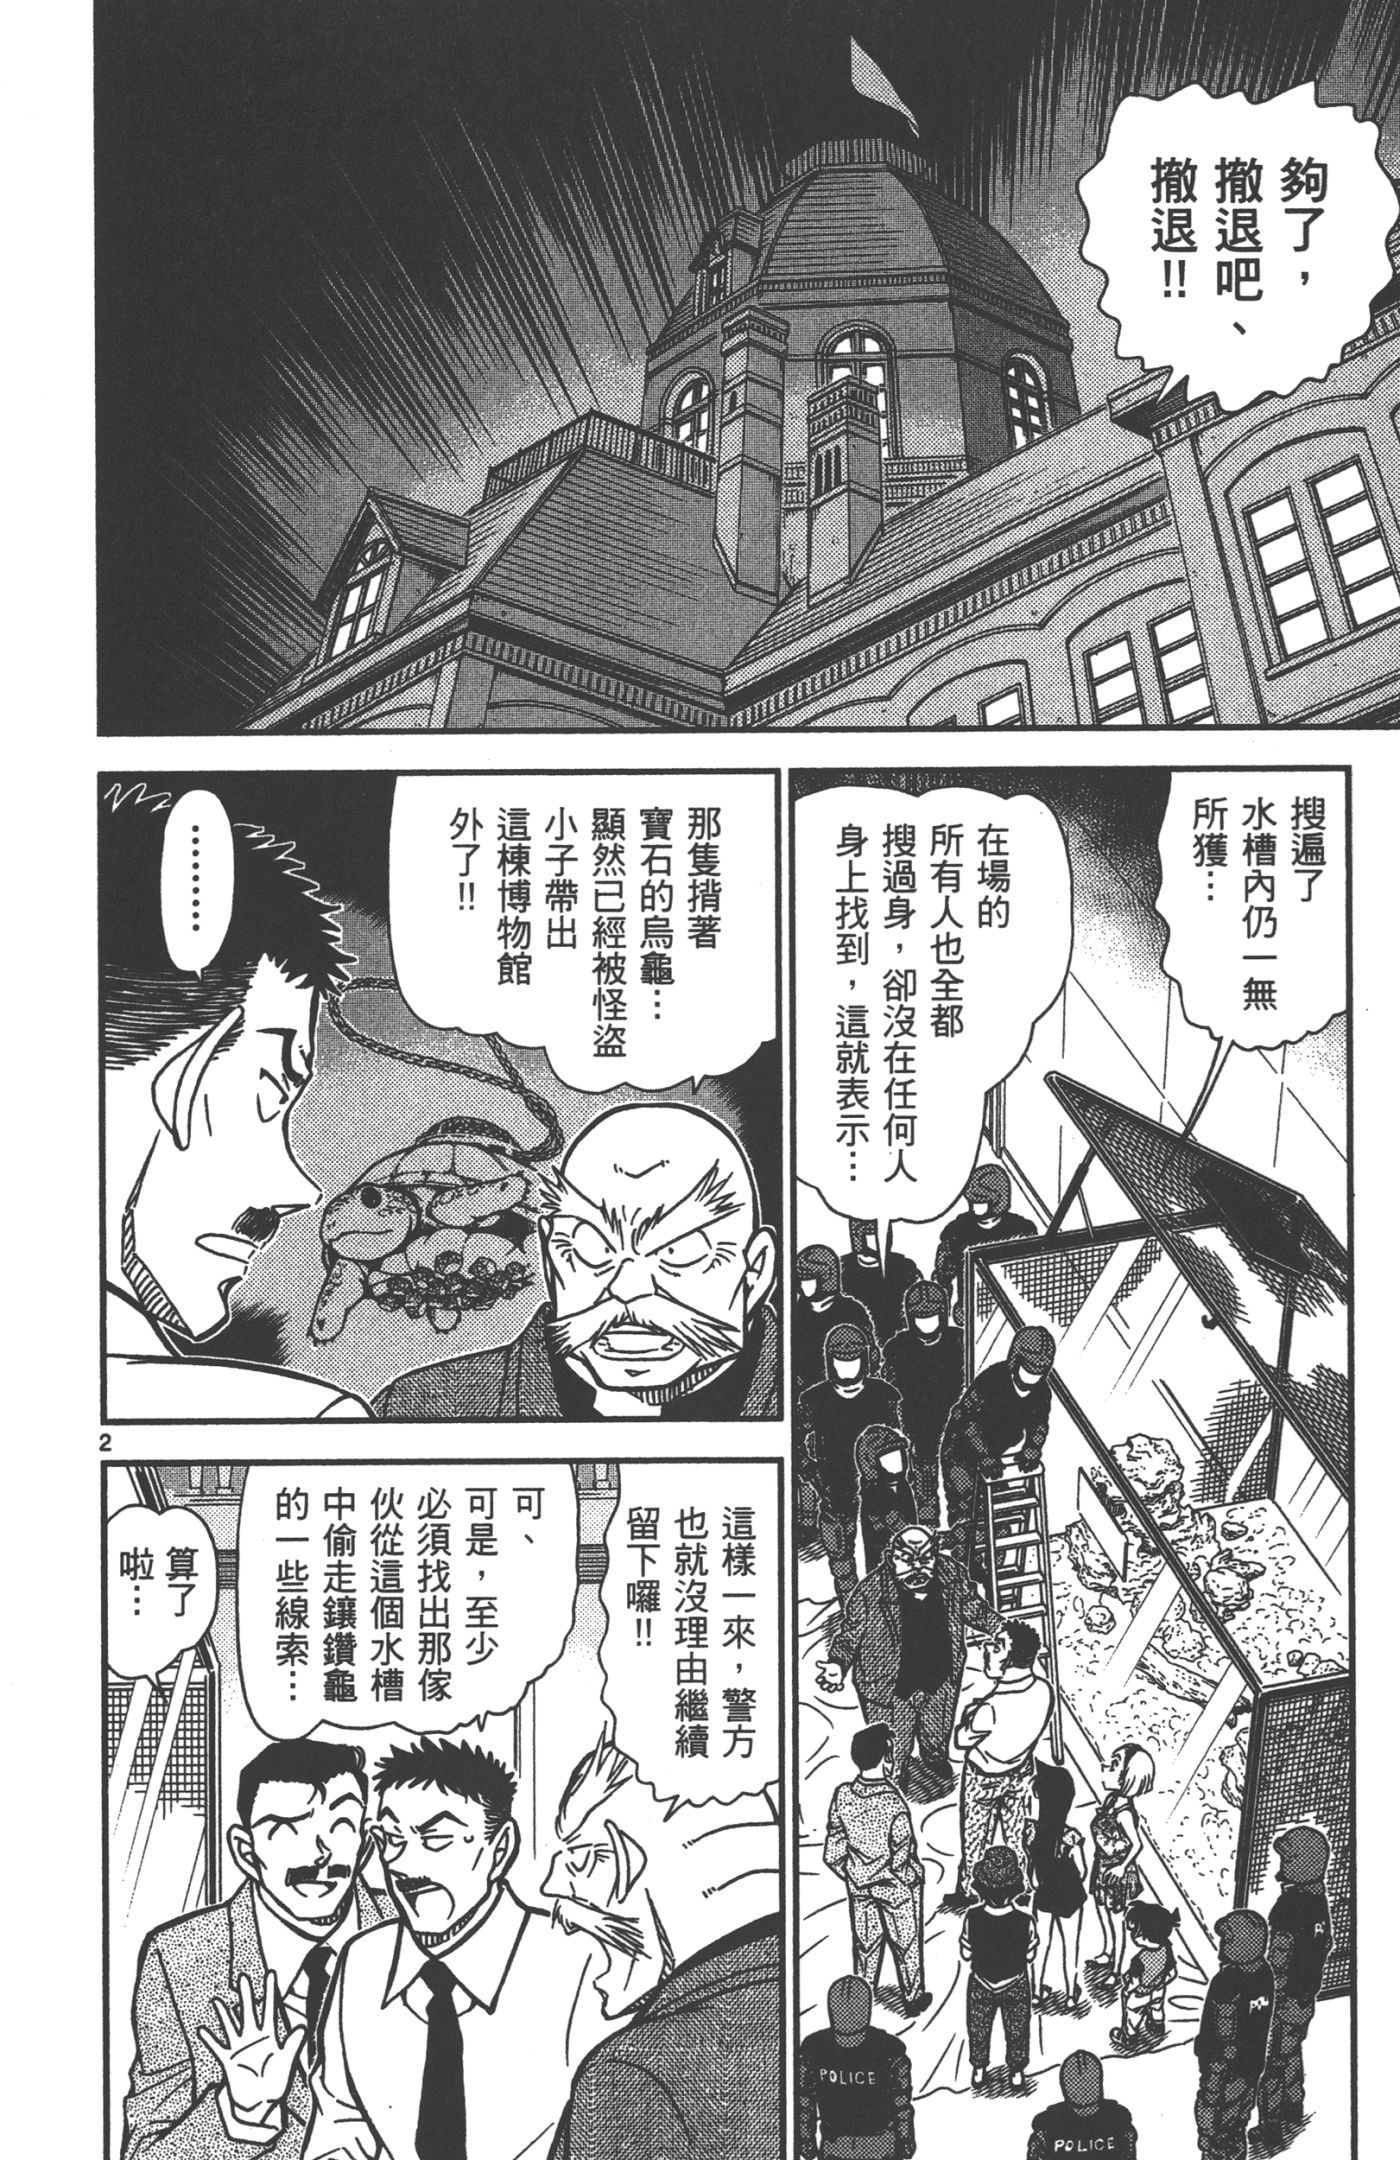 夠了，
撤退吧、
撤退!!
搜遍了
水槽內仍一無
所獲…
在場的
所有人也全都
搜過身，卻沒在任何人
身上找到，這就表示…
那隻揹著
寶石的烏龜…
顯然已經被怪盜
小子帶出
這棟博物館
外了!!
………
這樣一來，警方
也就沒理由繼續
留下囉!!
可、
可是，至少
必須找出那傢
伙從這個水槽
中偷走鑲鑽龜
的一些線索…
算了
啦…
POLICE
POLICE
POL
2